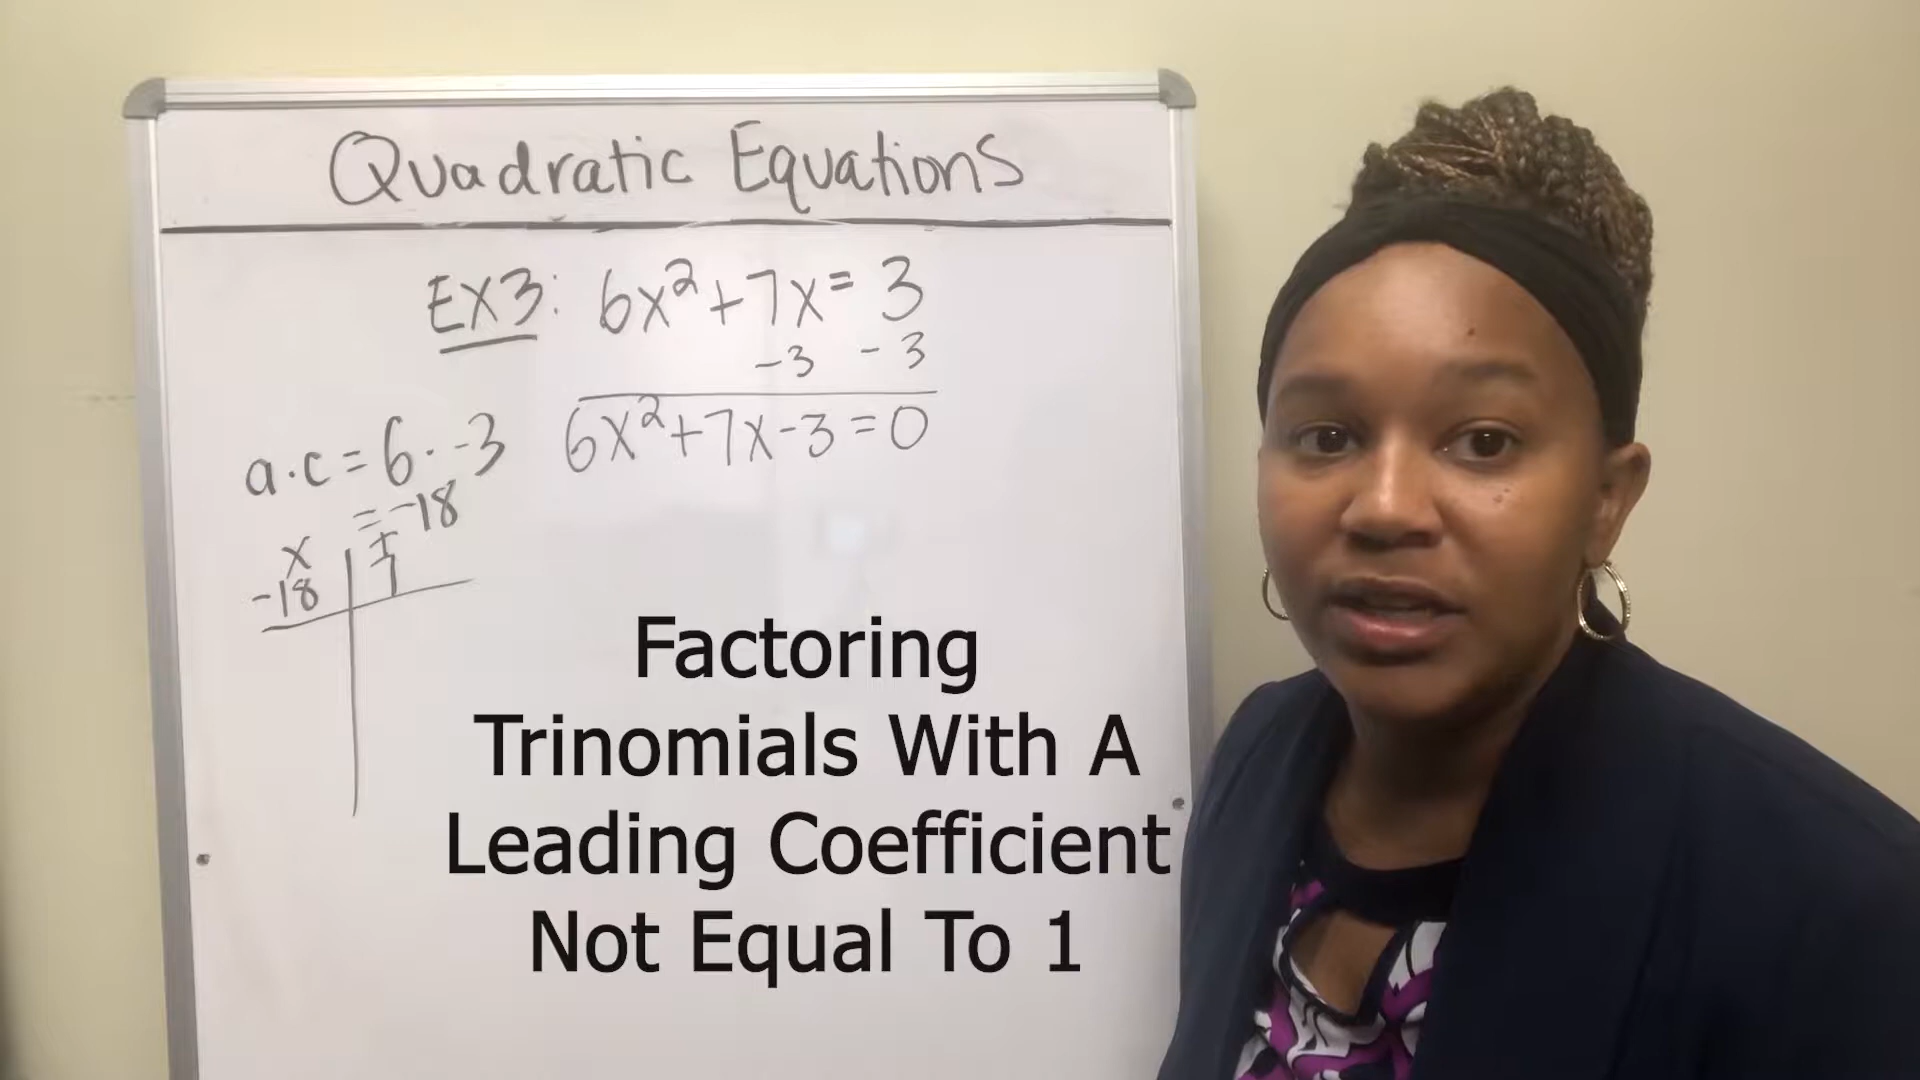 Quadratic Equations
EX3: 6x²+7x=3
-3 -3
6x²+7x-3=0
a·c=6·-3
=-18
x | +
-18 | 7
Factoring
Trinomials With A
Leading Coefficient
Not Equal To 1